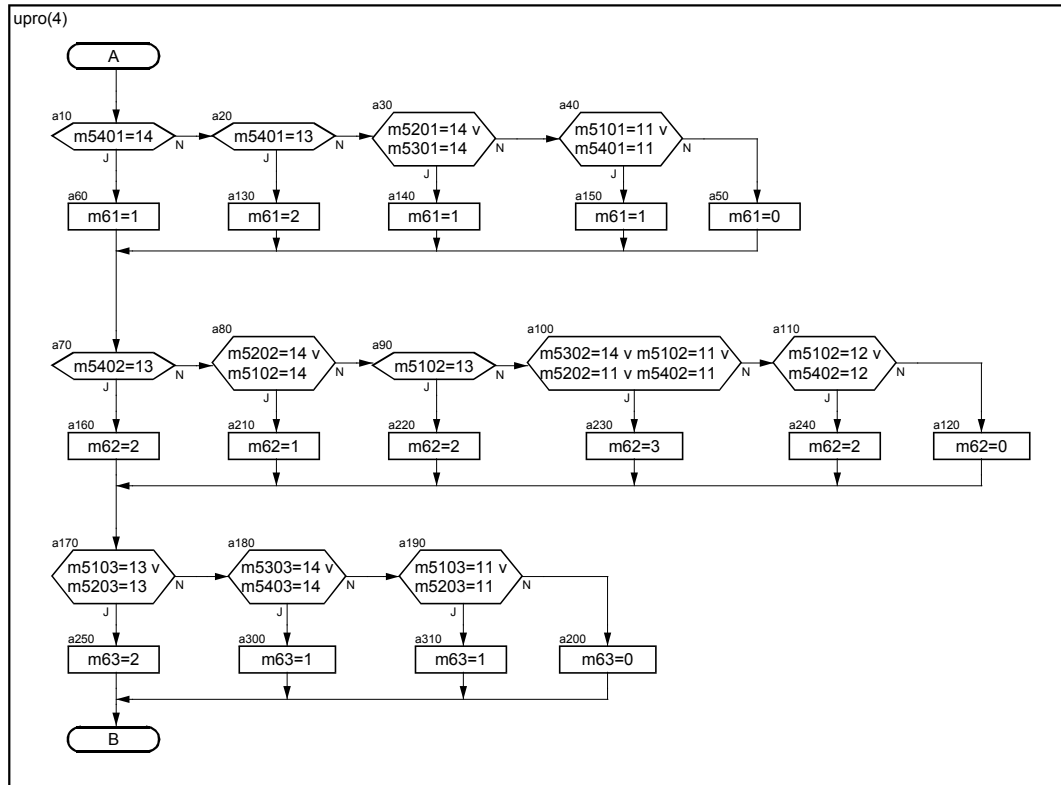 upro(4)
A
a10
m5401=14
N
J
a20
m5401=13
N
J
a30
m5201=14 v
m5301=14
N
J
a40
m5101=11 v
m5401=11
N
J
a60
m61=1
a130
m61=2
a140
m61=1
a150
m61=1
a50
m61=0
a70
m5402=13
N
J
a80
m5202=14 v
m5102=14
N
J
a90
m5102=13
N
J
a100
m5302=14 v m5102=11 v
m5202=11 v m5402=11
N
J
a110
m5102=12 v
m5402=12
N
J
a160
m62=2
a210
m62=1
a220
m62=2
a230
m62=3
a240
m62=2
a120
m62=0
a170
m5103=13 v
m5203=13
N
J
a180
m5303=14 v
m5403=14
N
J
a190
m5103=11 v
m5203=11
N
J
a250
m63=2
a300
m63=1
a310
m63=1
a200
m63=0
B